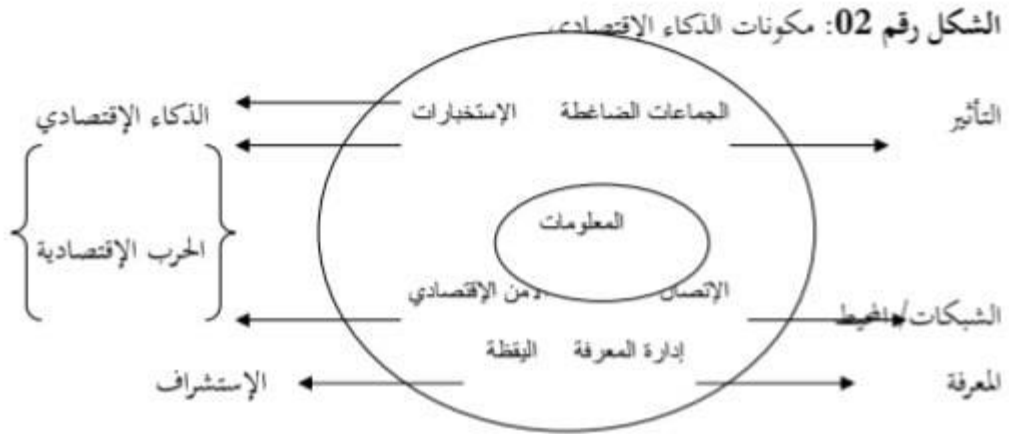 الشكل رقم 02: مكونات الذكاء الإقتصادي
التأثير الجماعات الضاغطة الإستخبارات الذكاء الإقتصادي
المعلومات
الحرب الإقتصادية
الشبكات/المحيط الإتصال الأمن الإقتصادي
إدارة المعرفة اليقظة
المعرفة الإستشراف